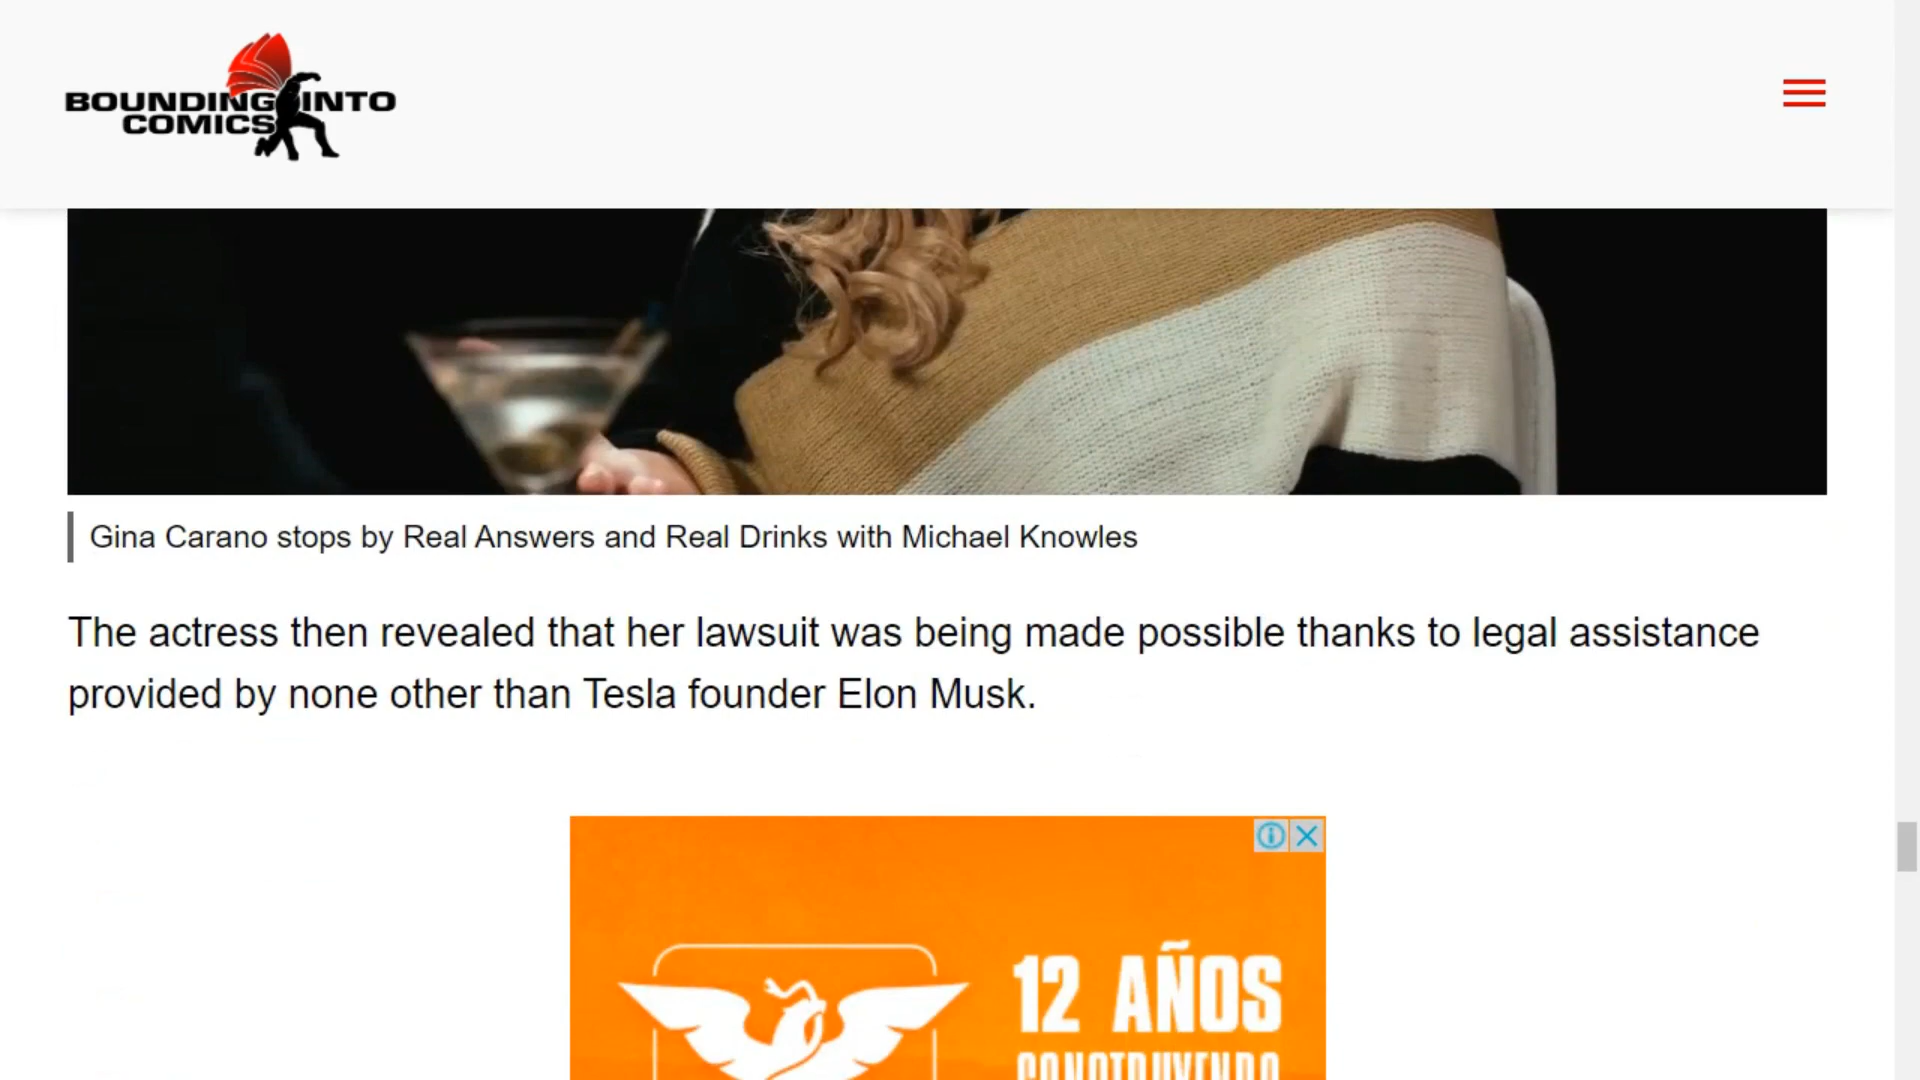 BOUNDING INTO
COMICS
Gina Carano stops by Real Answers and Real Drinks with Michael Knowles
The actress then revealed that her lawsuit was being made possible thanks to legal assistance
provided by none other than Tesla founder Elon Musk.
12 AÑOS
CONSTRUYENDO